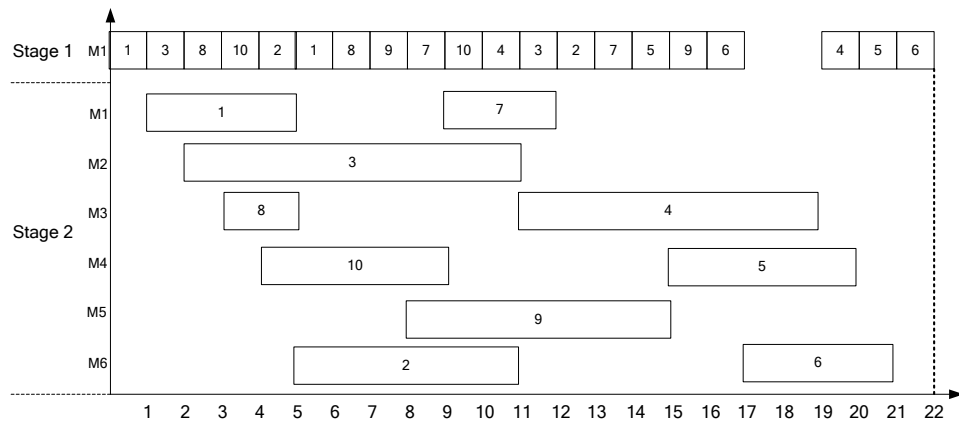 Stage 1 M1 1 3 8 10 2 1 8 9 7 10 4 3 2 7 5 9 6 4 5 6
M1 1 7
M2 3
M3 8 4
Stage 2
M4 10 5
M5 9
M6 2 6
1 2 3 4 5 6 7 8 9 10 11 12 13 14 15 16 17 18 19 20 21 22